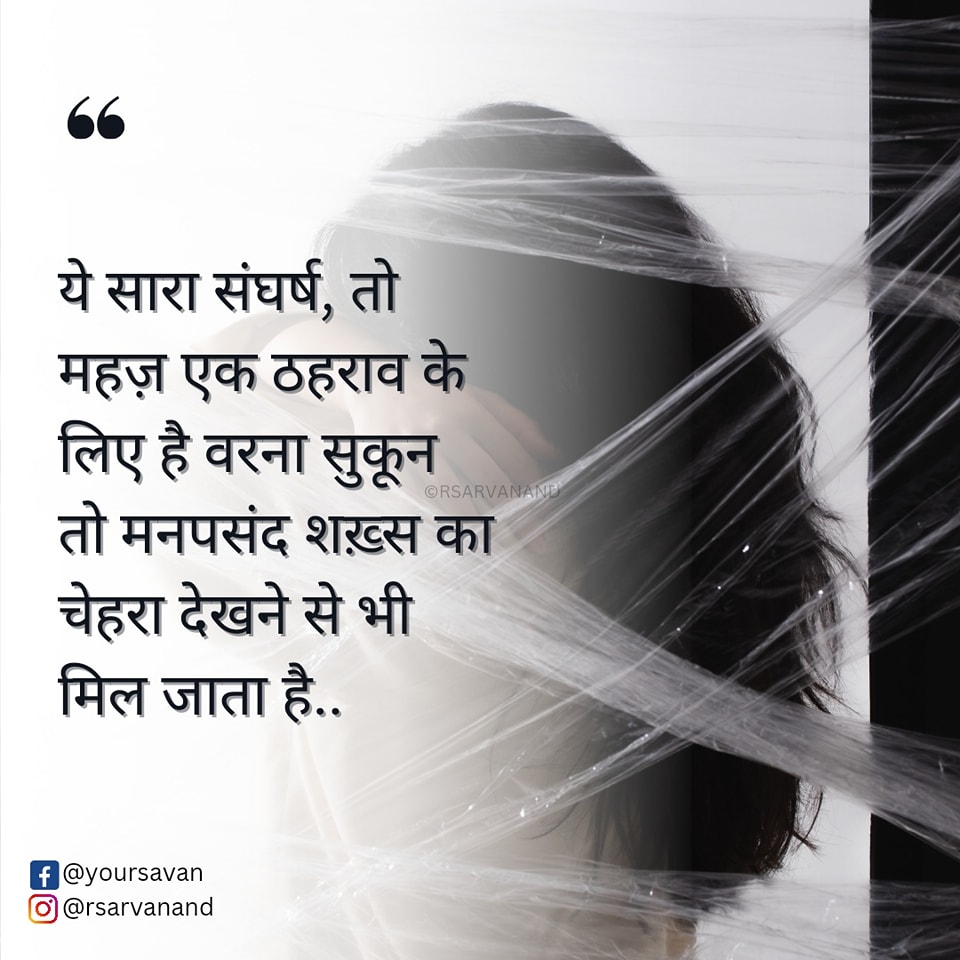 ❝
ये सारा संघर्ष, तो
महज़ एक ठहराव के
लिए है वरना सुकून
तो मनपसंद शख़्स का
चेहरा देखने से भी
मिल जाता है..
©RSARVANAND
@yoursavan
@rsarvanand